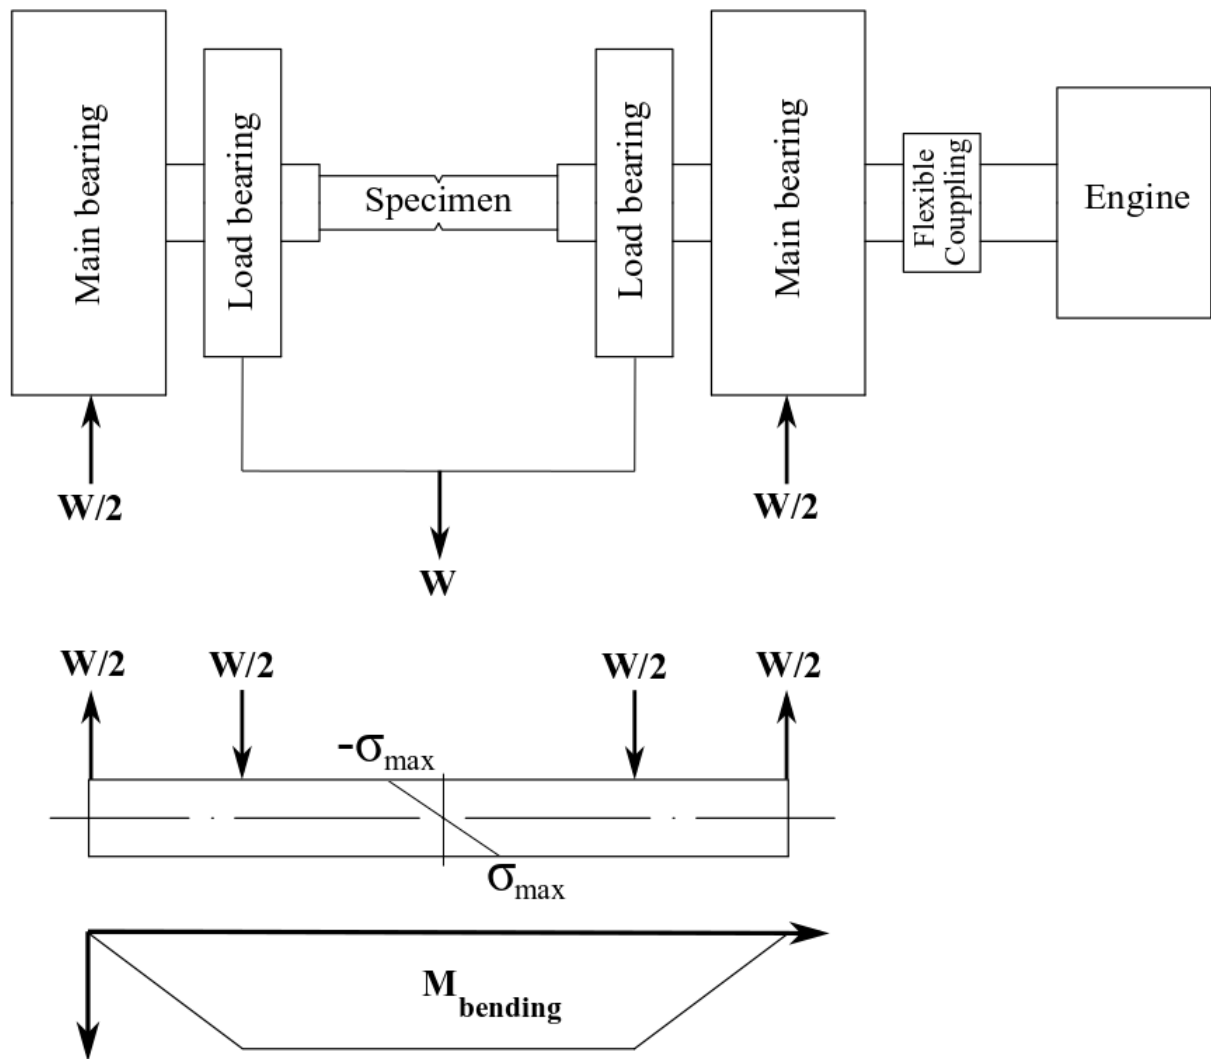 Main bearing
Load bearing
Specimen
Load bearing
Main bearing
Flexible
Couppling
Engine
W/2
W/2
W
W/2
W/2
W/2
W/2
-σmax
σmax
Mbending